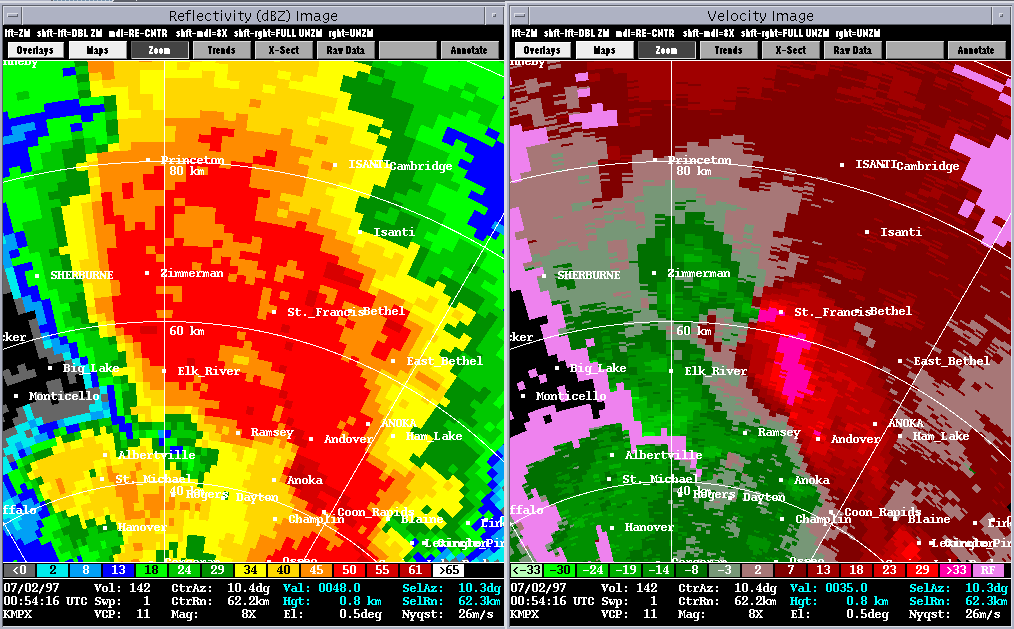 Reflectivity (dBZ) Image
lft=ZM shft-lft=DBL ZM mdl=RE-CNTR shft-mdl=8X shft-rght=FULL UNZM rght=UNZM
Overlays Maps Zoom Trends X-Sect Raw Data Annotate
Princeton
80 km
ISANTI Cambridge
Isanti
SHERBURNE
Zimmerman
St._Francis Bethel
60 km
cker
East_Bethel
Big_Lake
Elk_River
Monticello
ANOKA
Ramsey
Andover
Ham_Lake
Albertville
St._Michael
Anoka
40 km
Rogers
Dayton
ffalo
Champlin
Coon_Rapids
Blaine
Hanover
<0 2 8 13 18 24 29 34 40 45 50 55 61 >65
07/02/97 Vol: 142 CtrAz: 10.4dg Val: 0048.0 SelAz: 10.3dg
00:54:16 UTC Swp: 1 CtrRn: 62.2km Hgt: 0.8 km SelRn: 62.3km
KMPX VCP: 11 Mag: 8X El: 0.5deg Nyqst: 26m/s
Velocity Image
lft=ZM shft-lft=DBL ZM mdl=RE-CNTR shft-mdl=8X shft-rght=FULL UNZM rght=UNZM
Overlays Maps Zoom Trends X-Sect Raw Data Annotate
Princeton
80 km
ISANTI Cambridge
Isanti
SHERBURNE
Zimmerman
St._Francis Bethel
60 km
cker
East_Bethel
Big_Lake
Elk_River
Monticello
ANOKA
Ramsey
Andover
Ham_Lake
Albertville
St._Michael
Anoka
40 km
Rogers
Dayton
ffalo
Champlin
Coon_Rapids
Blaine
Hanover
<-33 -30 -24 -19 -14 -8 -3 2 7 13 18 23 29 >33 RF
07/02/97 Vol: 142 CtrAz: 10.4dg Val: 0035.0 SelAz: 10.3dg
00:54:16 UTC Swp: 1 CtrRn: 62.2km Hgt: 0.8 km SelRn: 62.3km
KMPX VCP: 11 Mag: 8X El: 0.5deg Nyqst: 26m/s